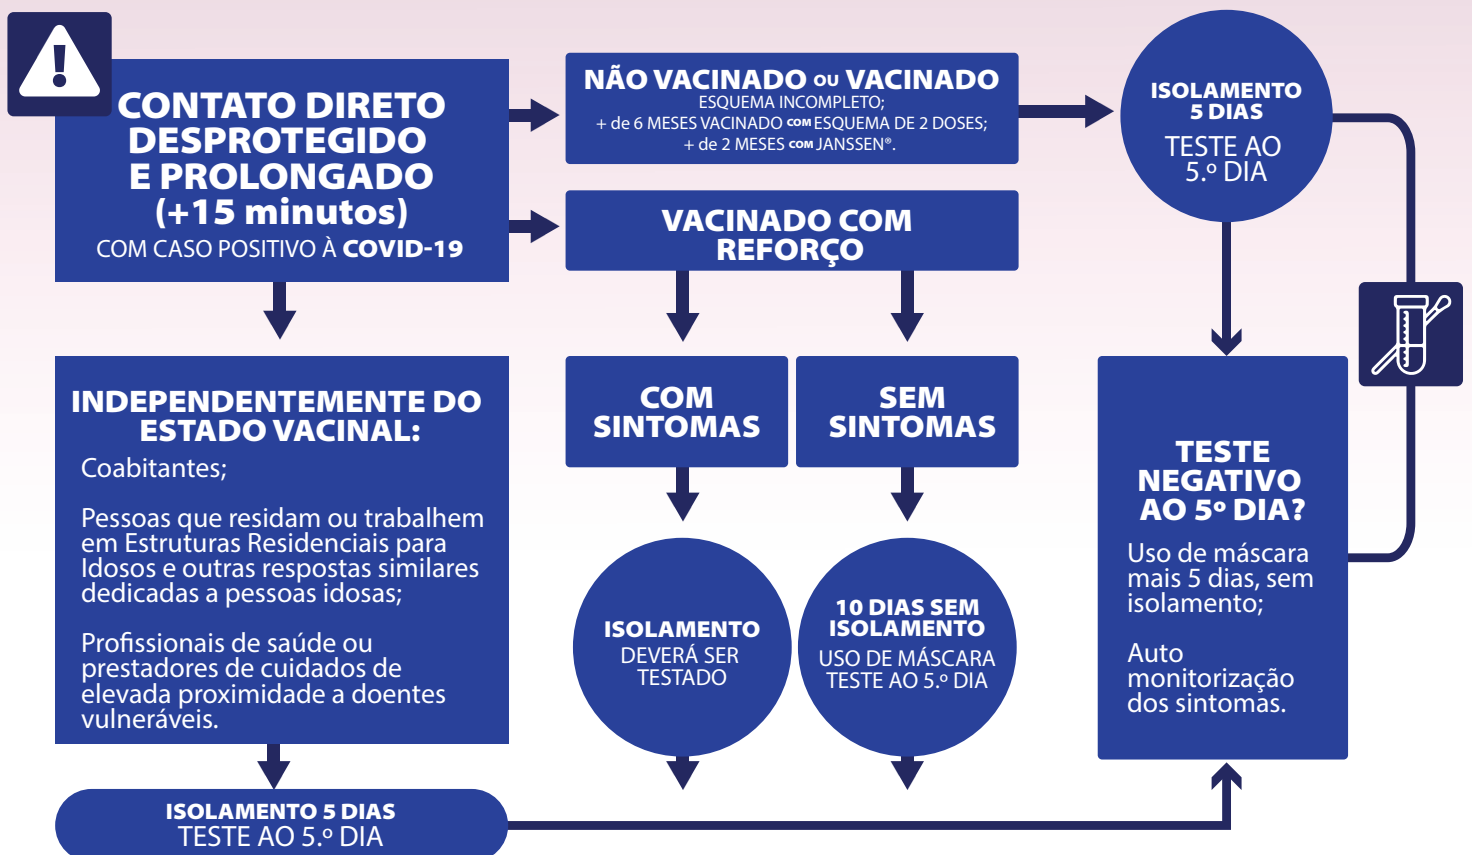 CONTATO DIRETO
DESPROTEGIDO
E PROLONGADO
(+15 minutos)
COM CASO POSITIVO À COVID-19
NÃO VACINADO OU VACINADO
ESQUEMA INCOMPLETO;
+ de 6 MESES VACINADO COM ESQUEMA DE 2 DOSES;
+ de 2 MESES COM JANSSEN®.
VACINADO COM
REFORÇO
ISOLAMENTO
5 DIAS
TESTE AO
5.º DIA
INDEPENDENTEMENTE DO
ESTADO VACINAL:
Coabitantes;
Pessoas que residam ou trabalhem
em Estruturas Residenciais para
Idosos e outras respostas similares
dedicadas a pessoas idosas;
Profissionais de saúde ou
prestadores de cuidados de
elevada proximidade a doentes
vulneráveis.
COM
SINTOMAS
SEM
SINTOMAS
ISOLAMENTO
DEVERÁ SER
TESTADO
10 DIAS SEM
ISOLAMENTO
USO DE MÁSCARA
TESTE AO 5.º DIA
TESTE
NEGATIVO
AO 5º DIA?
Uso de máscara
mais 5 dias, sem
isolamento;
Auto
monitorização
dos sintomas.
ISOLAMENTO 5 DIAS
TESTE AO 5.º DIA